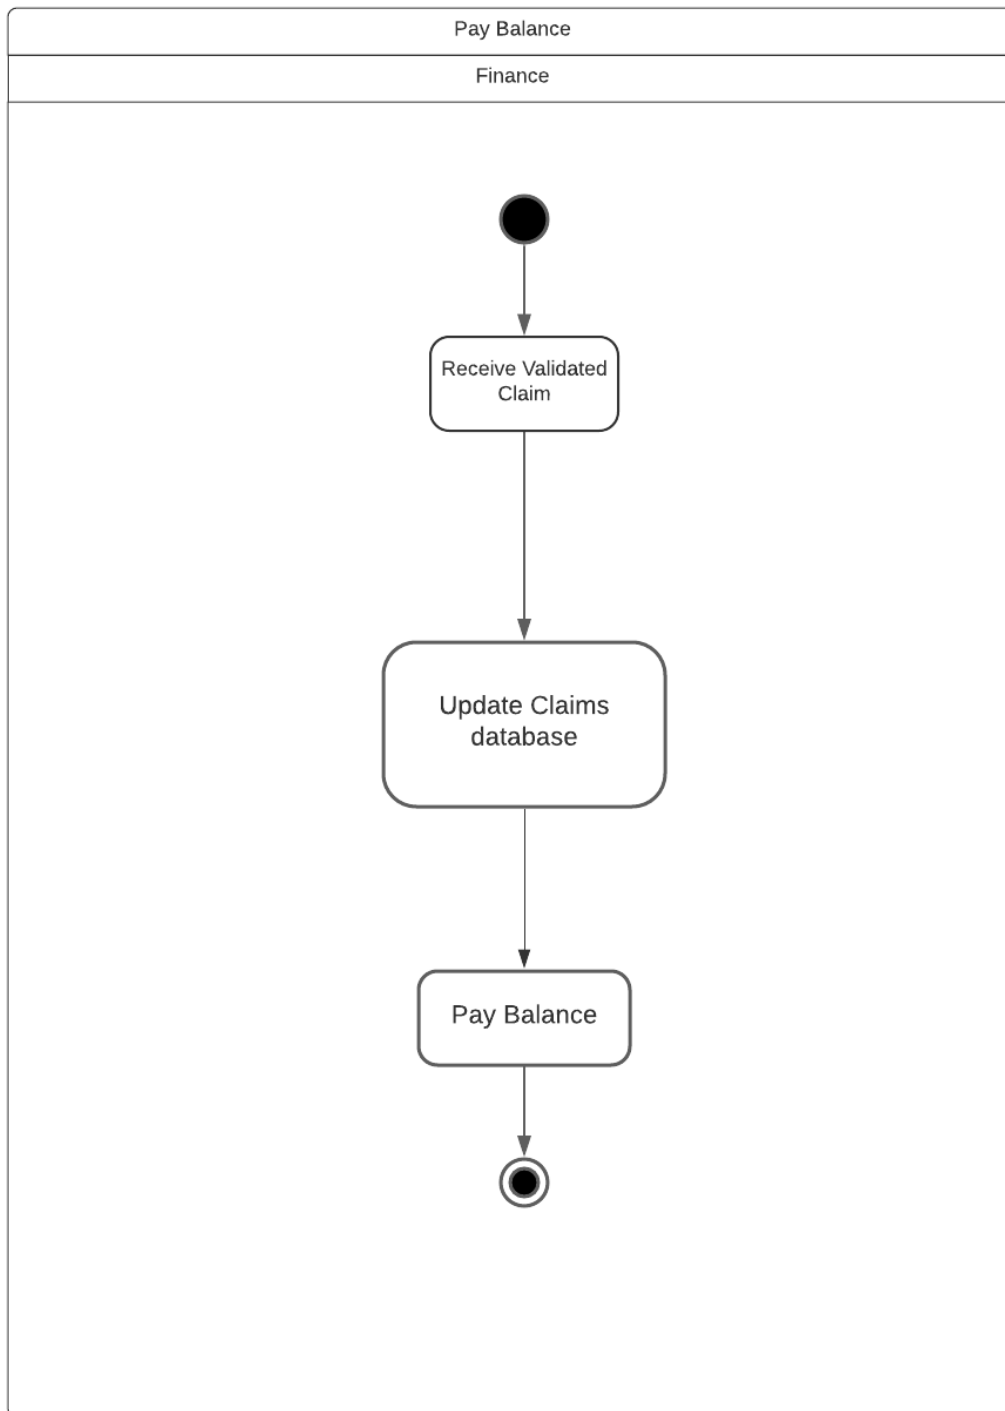 Pay Balance
Finance
Receive Validated
Claim
Update Claims
database
Pay Balance